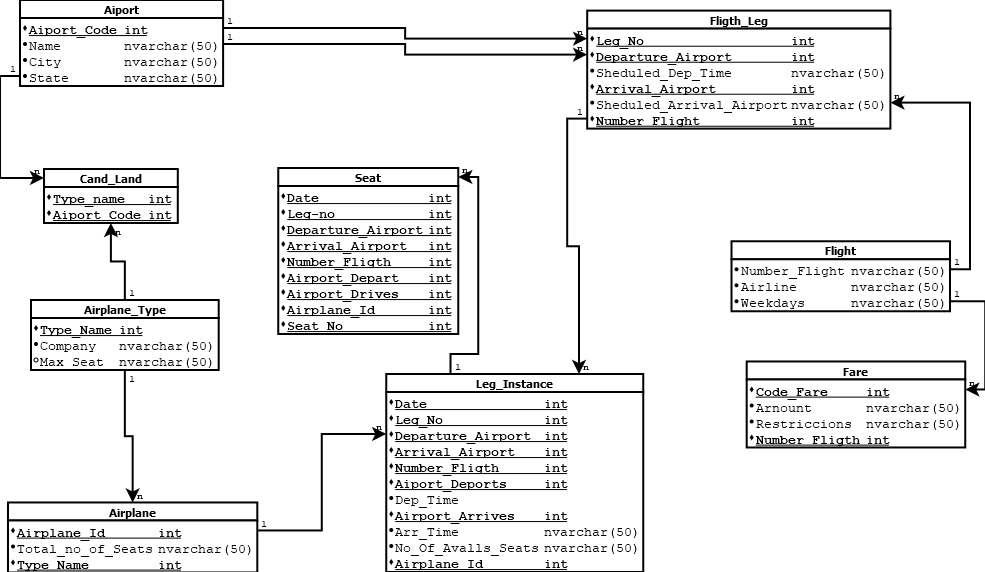 Aiport
Aiport_Code int
Name nvarchar(50)
City nvarchar(50)
State nvarchar(50)
1
1
1
n
n
Fligth_Leg
Leg_No int
Departure_Airport int
Sheduled_Dep_Time nvarchar(50)
Arrival_Airport int
Sheduled_Arrival_Airport nvarchar(50)
Number_Flight int
n
1
n
Cand_Land
Type_name int
Aiport_Code int
n
Seat
Date int
Leg-no int
Departure_Airport int
Arrival_Airport int
Number_Fligth int
Airport_Depart int
Airport_Drives int
Airplane_Id int
Seat_No int
n
Flight
Number_Flight nvarchar(50)
Airline nvarchar(50)
Weekdays nvarchar(50)
1
1
1
Airplane_Type
Type_Name int
Company nvarchar(50)
Max_Seat nvarchar(50)
1
1
n
Leg_Instance
Date int
Leg_No int
Departure_Airport int
Arrival_Airport int
Number_Fligth int
Aiport_Deports int
Dep_Time
Airport_Arrives int
Arr_Time nvarchar(50)
No_Of_Avalls_Seats nvarchar(50)
Airplane_Id int
n
Fare
Code_Fare int
Arnount nvarchar(50)
Restriccions nvarchar(50)
Number_Fligth int
n
n
Airplane
Airplane_Id int
Total_no_of_Seats nvarchar(50)
Type_Name int
1